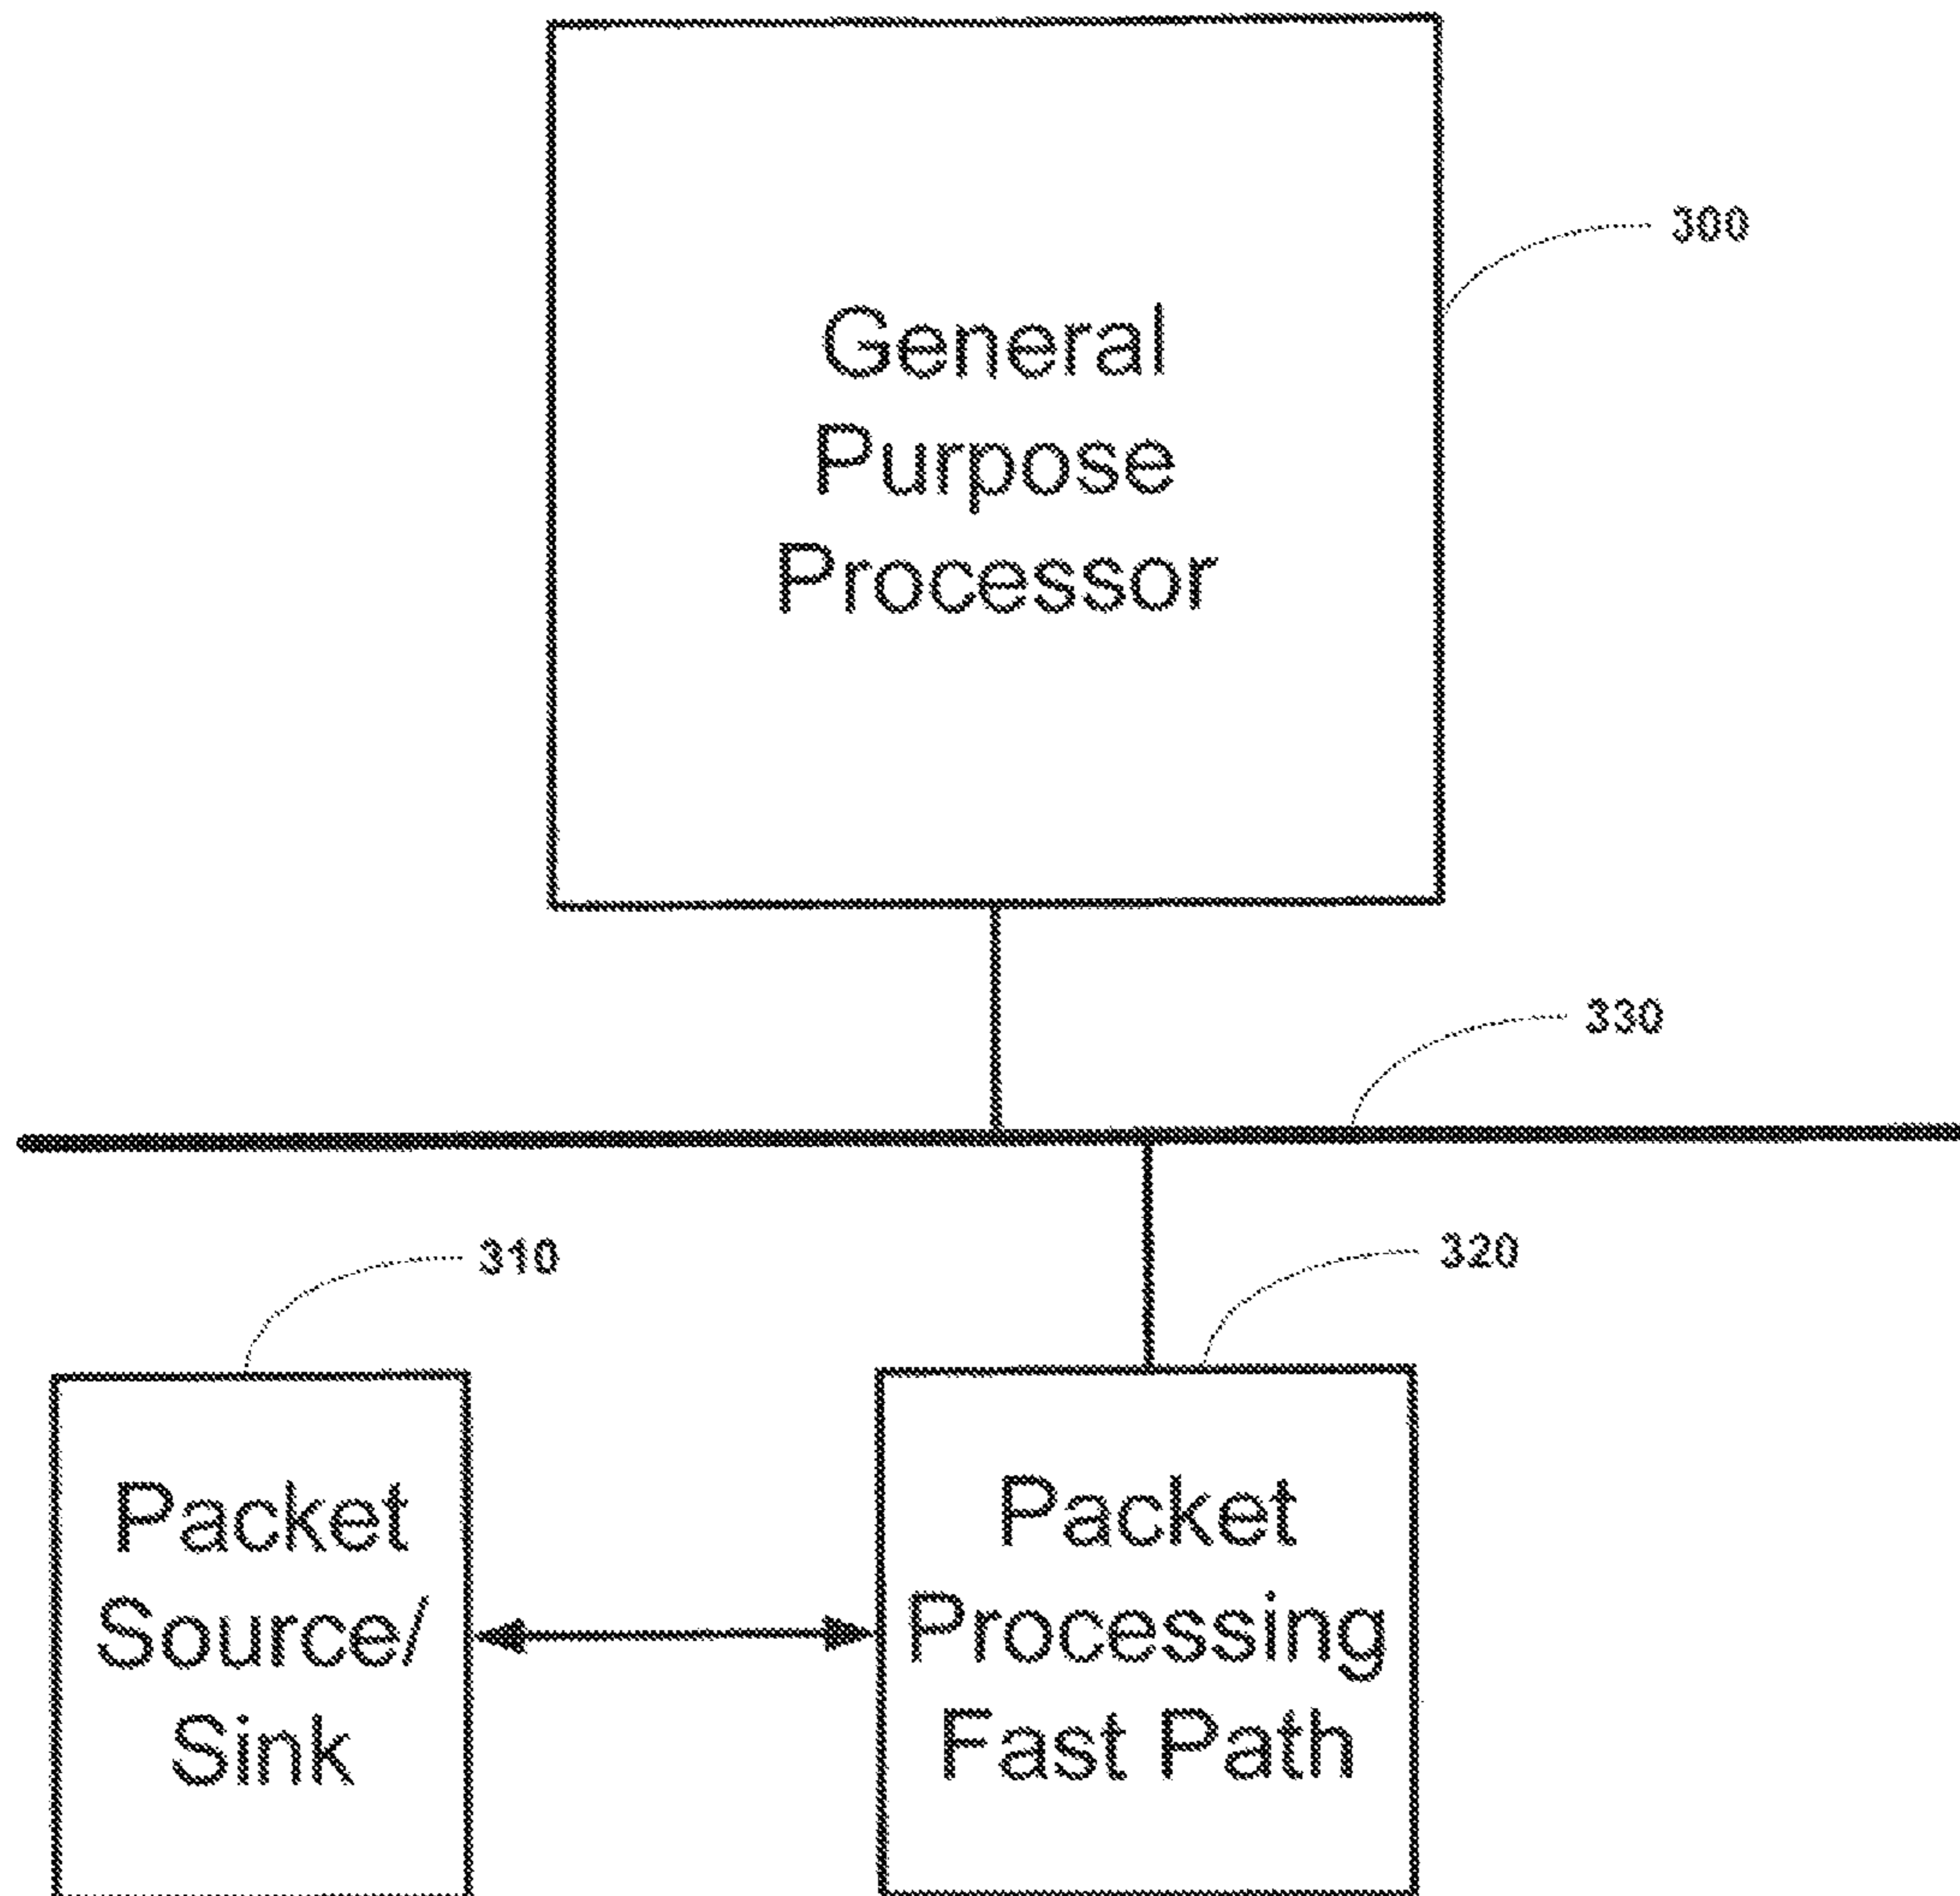 300
General
Purpose
Processor
330
310
320
Packet
Source/
Sink
Packet
Processing
Fast Path